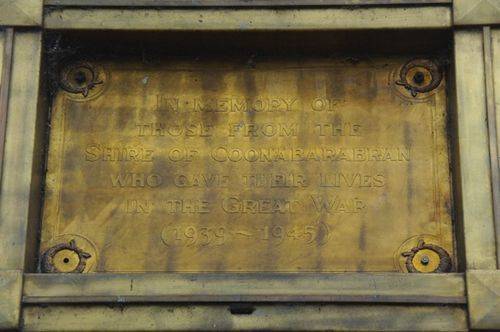 In memory of
those from the
Shire of Coonabarabran
who gave their lives
in the Great War
(1939~1945)